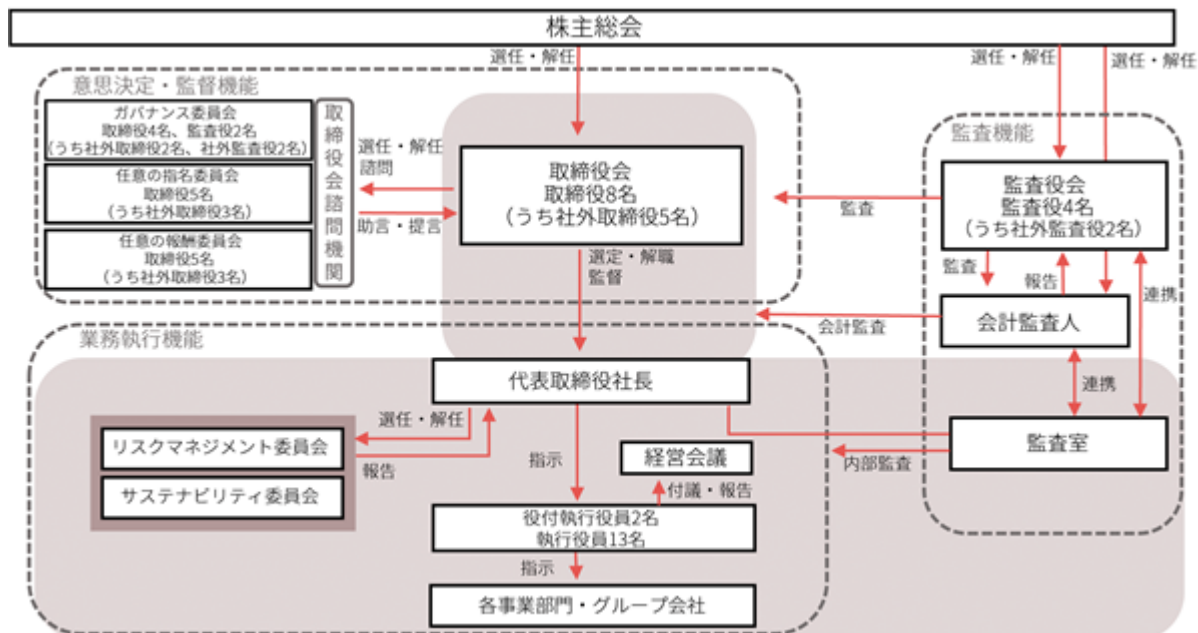 株主総会
選任・解任
選任・解任
選任・解任
意思決定・監督機能
ガバナンス委員会
取締役4名、監査役2名
（うち社外取締役2名、社外監査役2名）
任意の指名委員会
取締役5名
（うち社外取締役3名）
任意の報酬委員会
取締役5名
（うち社外取締役3名）
取締役会諮問機関
選任・解任
諮問
助言・提言
取締役会
取締役8名
（うち社外取締役5名）
選定・解職
監督
監査
監査機能
監査役会
監査役4名
（うち社外監査役2名）
監査
報告
連携
会計監査人
会計監査
連携
監査室
内部監査
業務執行機能
代表取締役社長
選任・解任
報告
リスクマネジメント委員会
サステナビリティ委員会
指示
経営会議
付議・報告
役付執行役員2名
執行役員13名
指示
各事業部門・グループ会社